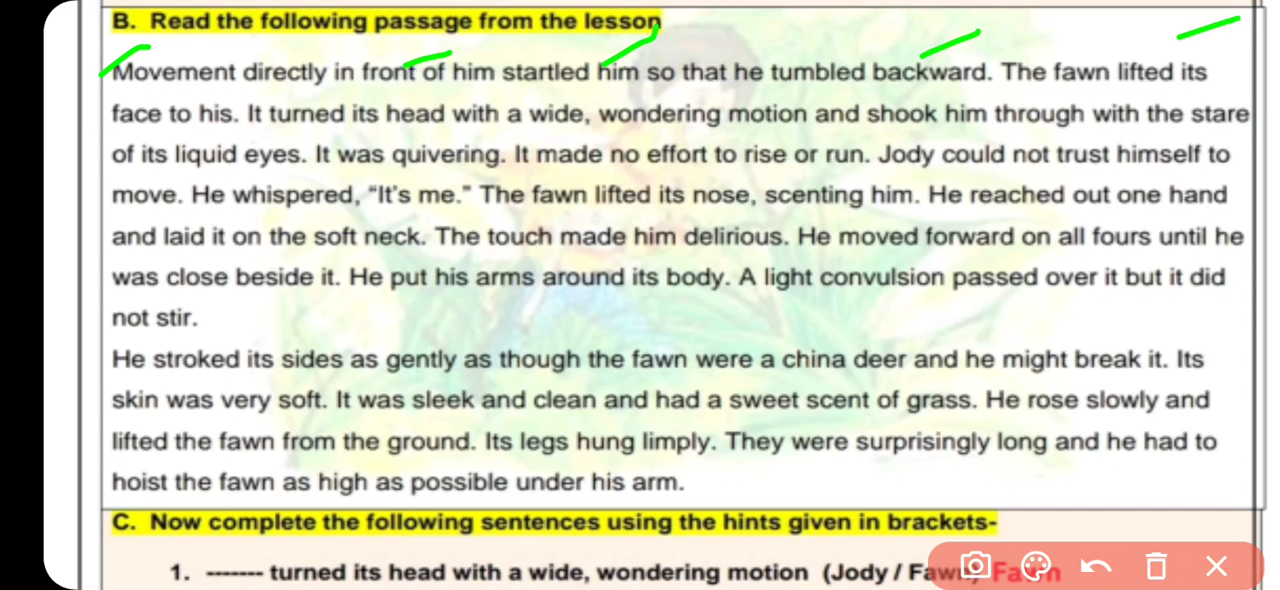 B. Read the following passage from the lesson
Movement directly in front of him startled him so that he tumbled backward. The fawn lifted its
face to his. It turned its head with a wide, wondering motion and shook him through with the stare
of its liquid eyes. It was quivering. It made no effort to rise or run. Jody could not trust himself to
move. He whispered, “It's me.” The fawn lifted its nose, scenting him. He reached out one hand
and laid it on the soft neck. The touch made him delirious. He moved forward on all fours until he
was close beside it. He put his arms around its body. A light convulsion passed over it but it did
not stir.
He stroked its sides as gently as though the fawn were a china deer and he might break it. Its
skin was very soft. It was sleek and clean and had a sweet scent of grass. He rose slowly and
lifted the fawn from the ground. Its legs hung limply. They were surprisingly long and he had to
hoist the fawn as high as possible under his arm.
C. Now complete the following sentences using the hints given in brackets-
1. ------- turned its head with a wide, wondering motion (Jody / Fawn) Fawn